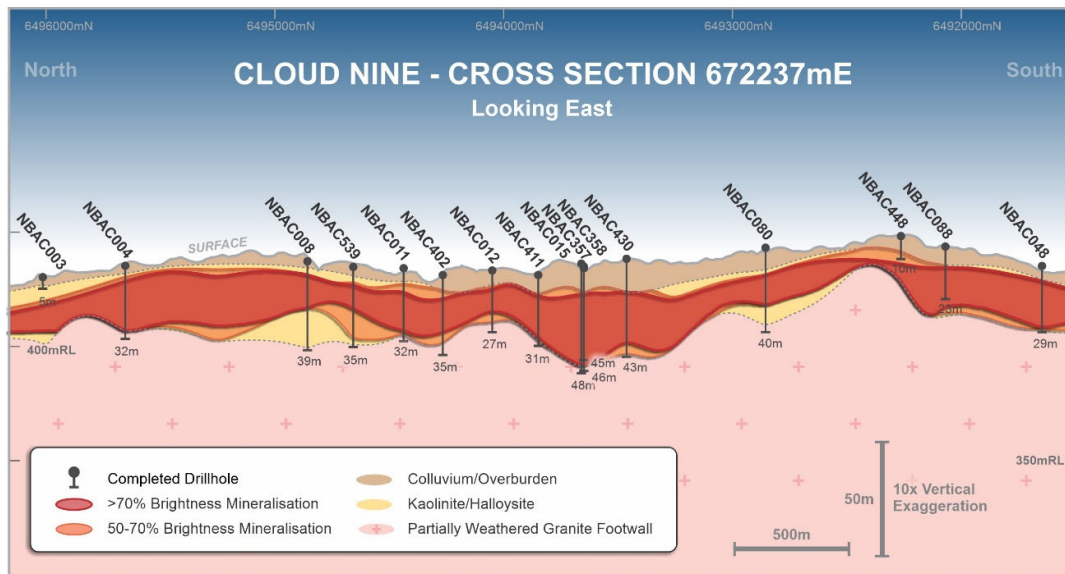 6496000mN
6495000mN
6494000mN
6493000mN
6492000mN
North
South
CLOUD NINE - CROSS SECTION 672237mE
Looking East
NBAC003
NBAC004
SURFACE
NBAC008
NBAC539
NBAC011
NBAC402
NBAC012
NBAC411
NBAC015
NBAC357
NBAC358
NBAC430
NBAC080
NBAC448
NBAC088
NBAC048
5m
32m
39m
35m
32m
35m
27m
31m
48m
45m
46m
43m
40m
10m
23m
29m
400mRL
350mRL
Completed Drillhole
>70% Brightness Mineralisation
50-70% Brightness Mineralisation
Colluvium/Overburden
Kaolinite/Halloysite
Partially Weathered Granite Footwall
50m
10x Vertical
Exaggeration
500m